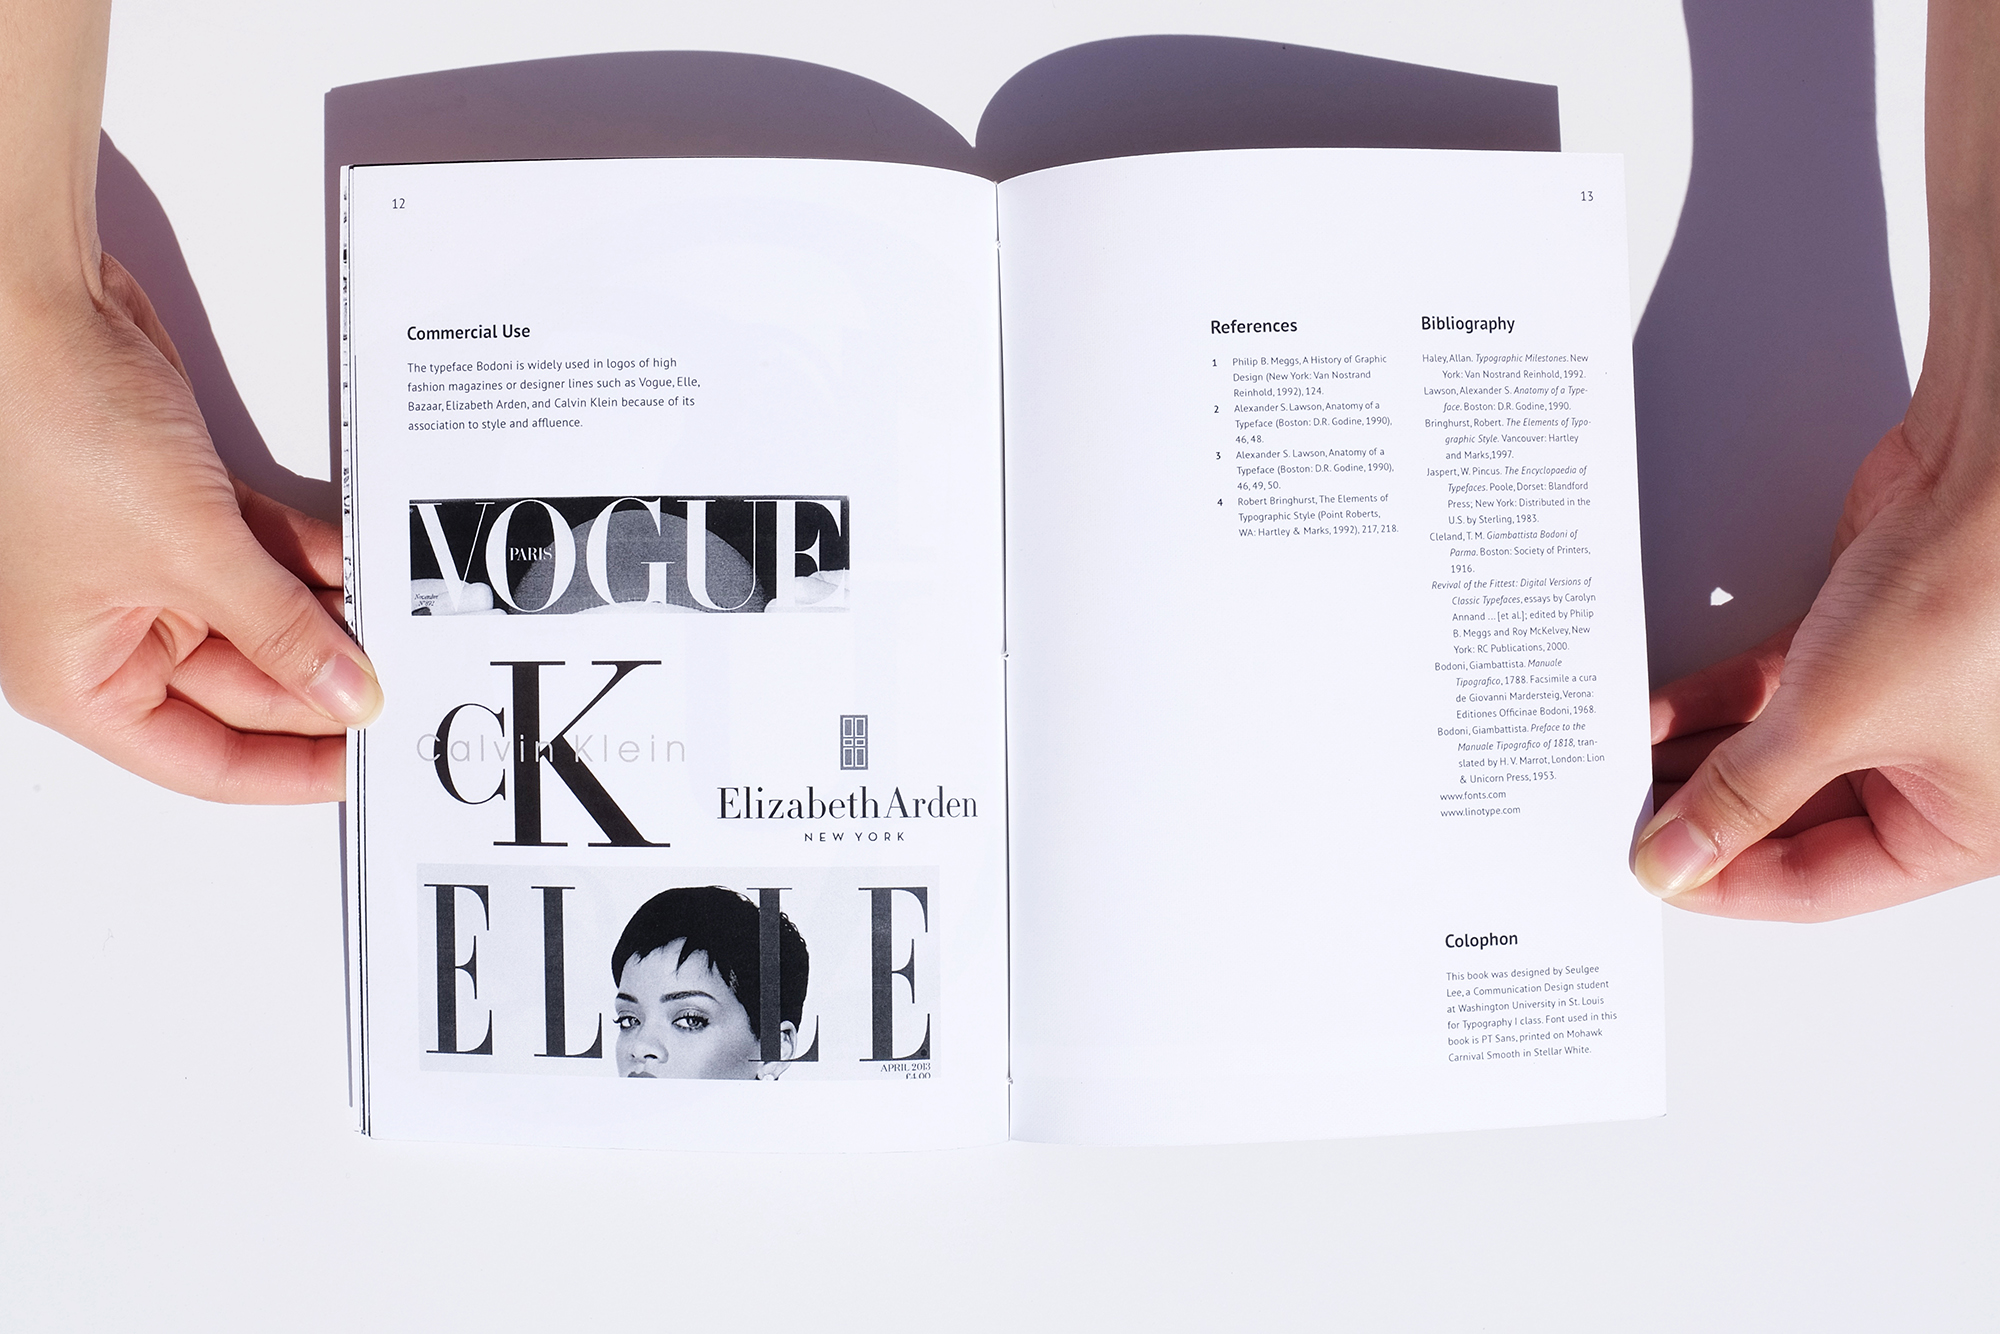 12
Commercial Use
The typeface Bodoni is widely used in logos of high
fashion magazines or designer lines such as Vogue, Elle,
Bazaar, Elizabeth Arden, and Calvin Klein because of its
association to style and affluence.
VOGUE
PARIS
Novembre
N°892
cK
Calvin Klein
Elizabeth Arden
NEW YORK
ELLE
APRIL 2013
£4.00
13
References
1 Philip B. Meggs, A History of Graphic
Design (New York: Van Nostrand
Reinhold, 1992), 124.
2 Alexander S. Lawson, Anatomy of a
Typeface (Boston: D.R. Godine, 1990),
46, 48.
3 Alexander S. Lawson, Anatomy of a
Typeface (Boston: D.R. Godine, 1990),
46, 49, 50.
4 Robert Bringhurst, The Elements of
Typographic Style (Point Roberts,
WA: Hartley & Marks, 1992), 217, 218.
Bibliography
Haley, Allan. Typographic Milestones. New
York: Van Nostrand Reinhold, 1992.
Lawson, Alexander S. Anatomy of a Type-
face. Boston: D.R. Godine, 1990.
Bringhurst, Robert. The Elements of Typo-
graphic Style. Vancouver: Hartley
and Marks,1997.
Jaspert, W. Pincus. The Encyclopaedia of
Typefaces. Poole, Dorset: Blandford
Press; New York: Distributed in the
U.S. by Sterling, 1983.
Cleland, T. M. Giambattista Bodoni of
Parma. Boston: Society of Printers,
1916.
Revival of the Fittest: Digital Versions of
Classic Typefaces, essays by Carolyn
Annand ... [et al.]; edited by Philip
B. Meggs and Roy McKelvey, New
York: RC Publications, 2000.
Bodoni, Giambattista. Manuale
Tipografico, 1788. Facsimile a cura
de Giovanni Mardersteig, Verona:
Editiones Officinae Bodoni, 1968.
Bodoni, Giambattista. Preface to the
Manuale Tipografico of 1818, tran-
slated by H. V. Marrot, London: Lion
& Unicorn Press, 1953.
www.fonts.com
www.linotype.com
Colophon
This book was designed by Seulgee
Lee, a Communication Design student
at Washington University in St. Louis
for Typography I class. Font used in this
book is PT Sans, printed on Mohawk
Carnival Smooth in Stellar White.